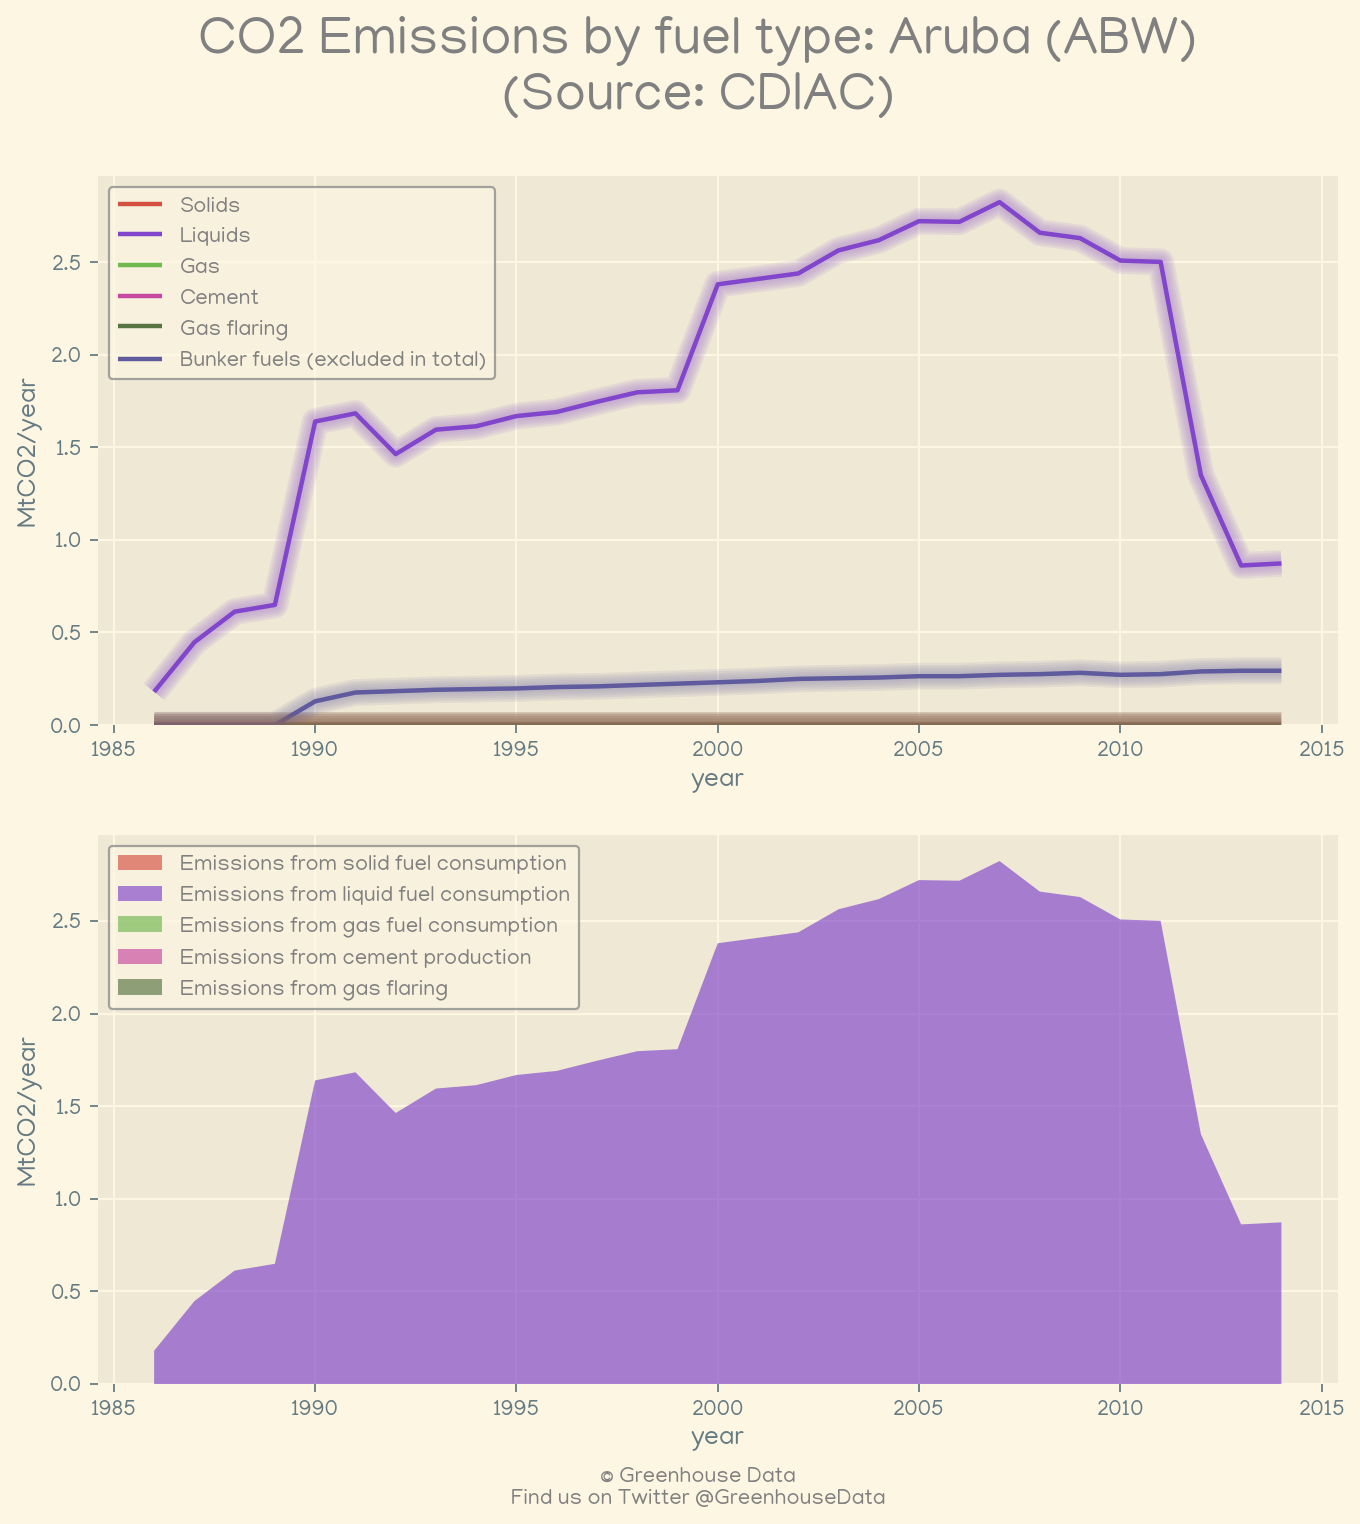 CO2 Emissions by fuel type: Aruba (ABW)
(Source: CDIAC)
Solids
Liquids
Gas
Cement
Gas flaring
Bunker fuels (excluded in total)
MtCO2/year
2.5
2.0
1.5
1.0
0.5
0.0
1985 1990 1995 2000 2005 2010 2015
year
Emissions from solid fuel consumption
Emissions from liquid fuel consumption
Emissions from gas fuel consumption
Emissions from cement production
Emissions from gas flaring
MtCO2/year
2.5
2.0
1.5
1.0
0.5
0.0
1985 1990 1995 2000 2005 2010 2015
year
© Greenhouse Data
Find us on Twitter @GreenhouseData